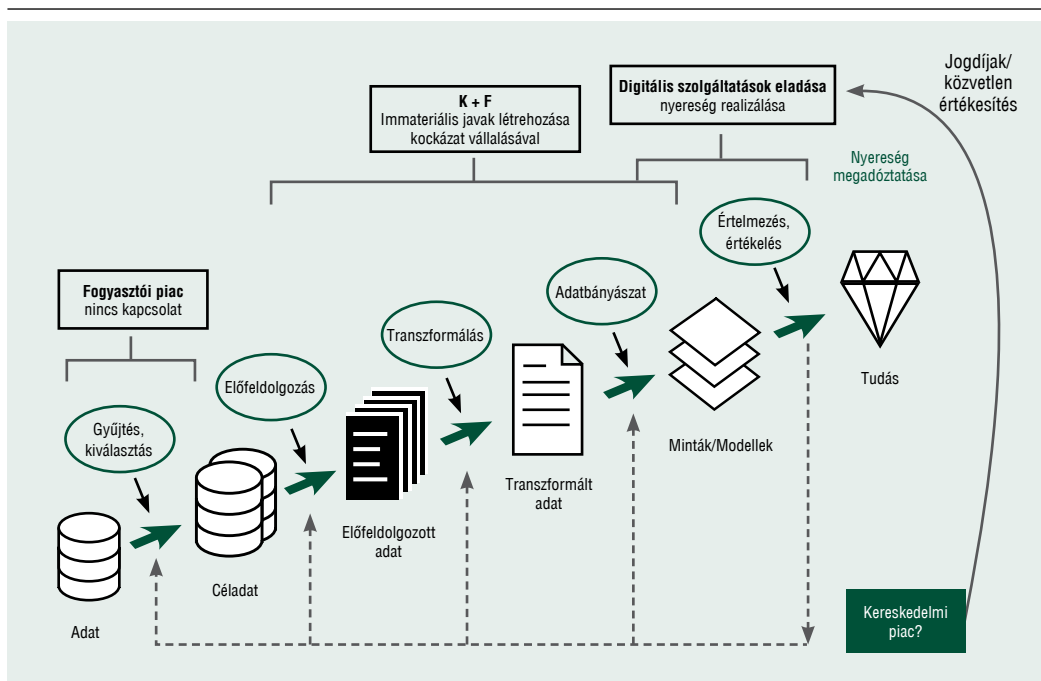 Jogdíjak/
közvetlen
értékesítés
Digitális szolgáltatások eladása
nyereség realizálása
K + F
Immateriális javak létrehozása
kockázat vállalásával
Nyereség
megadóztatása
Értelmezés,
értékelés
Fogyasztói piac
nincs kapcsolat
Adatbányászat
Transzformálás
Előfeldolgozás
Gyűjtés,
kiválasztás
Tudás
Minták/Modellek
Transzformált
adat
Előfeldolgozott
adat
Céladat
Adat
Kereskedelmi
piac?